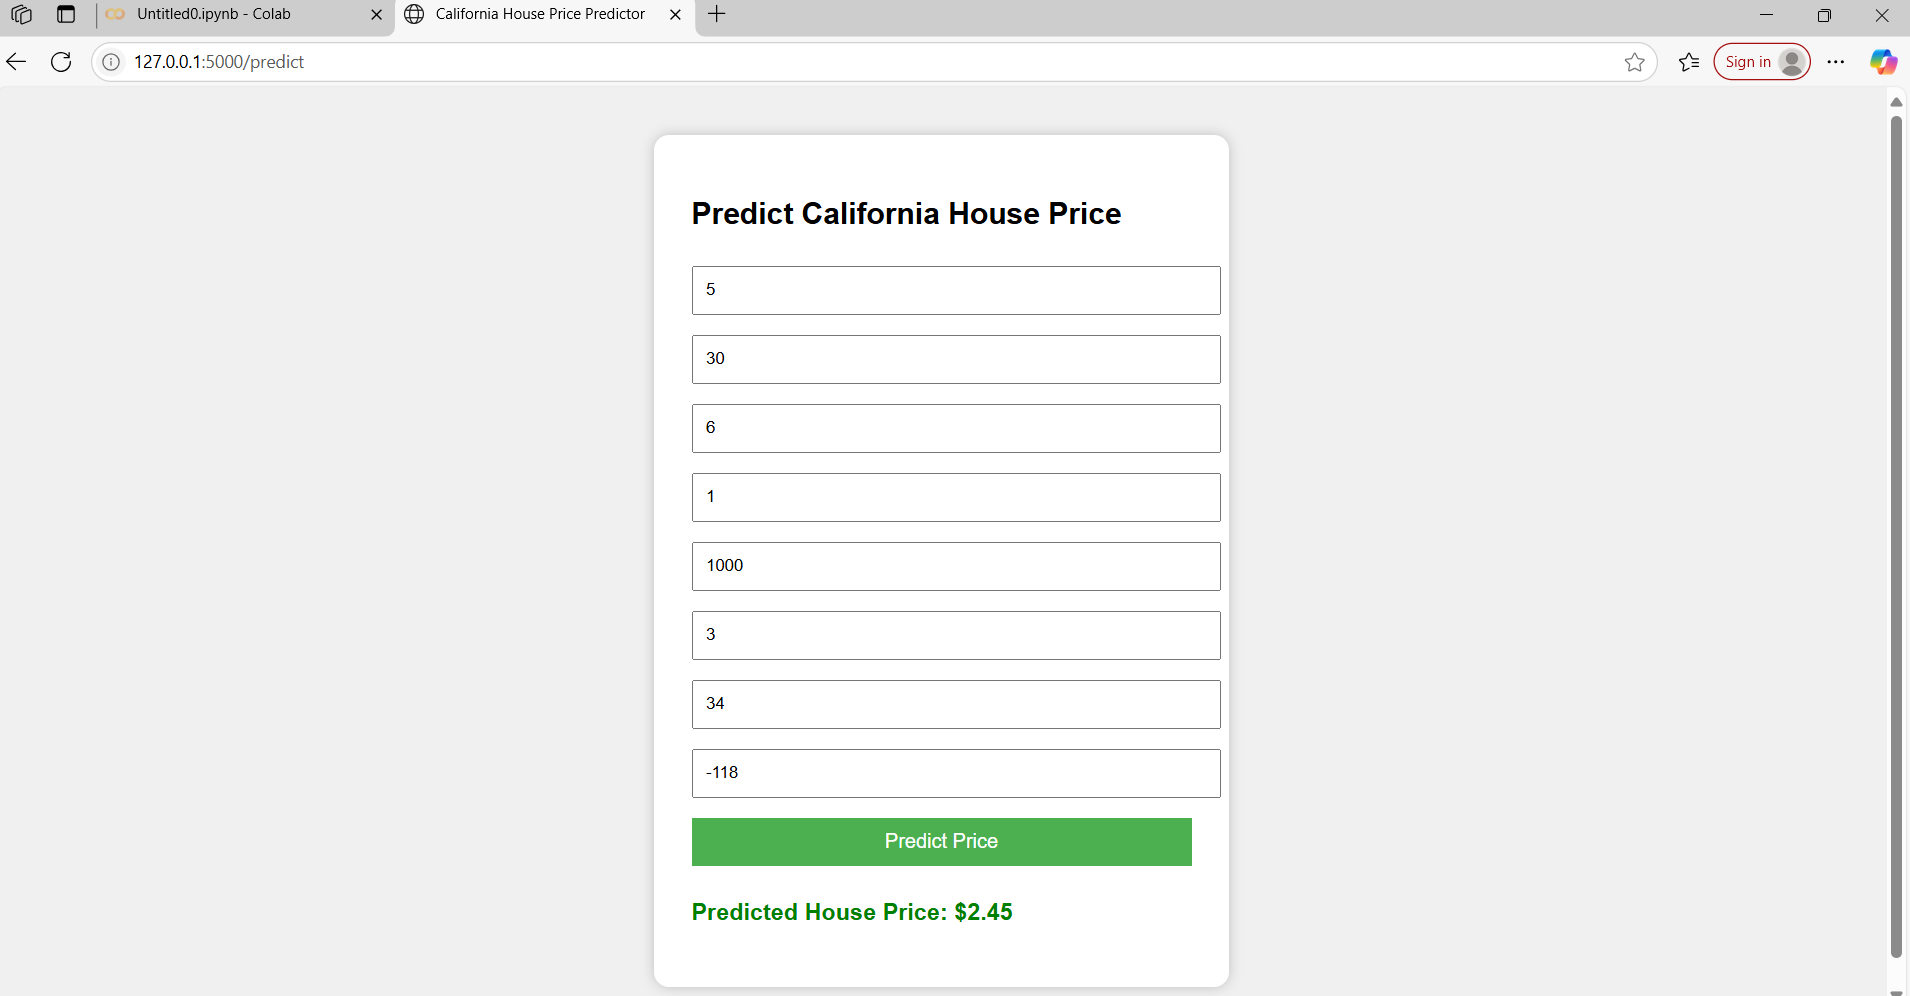 Untitled0.ipynb - Colab
California House Price Predictor
127.0.0.1:5000/predict
Sign in
Predict California House Price
5
30
6
1
1000
3
34
-118
Predict Price
Predicted House Price: $2.45